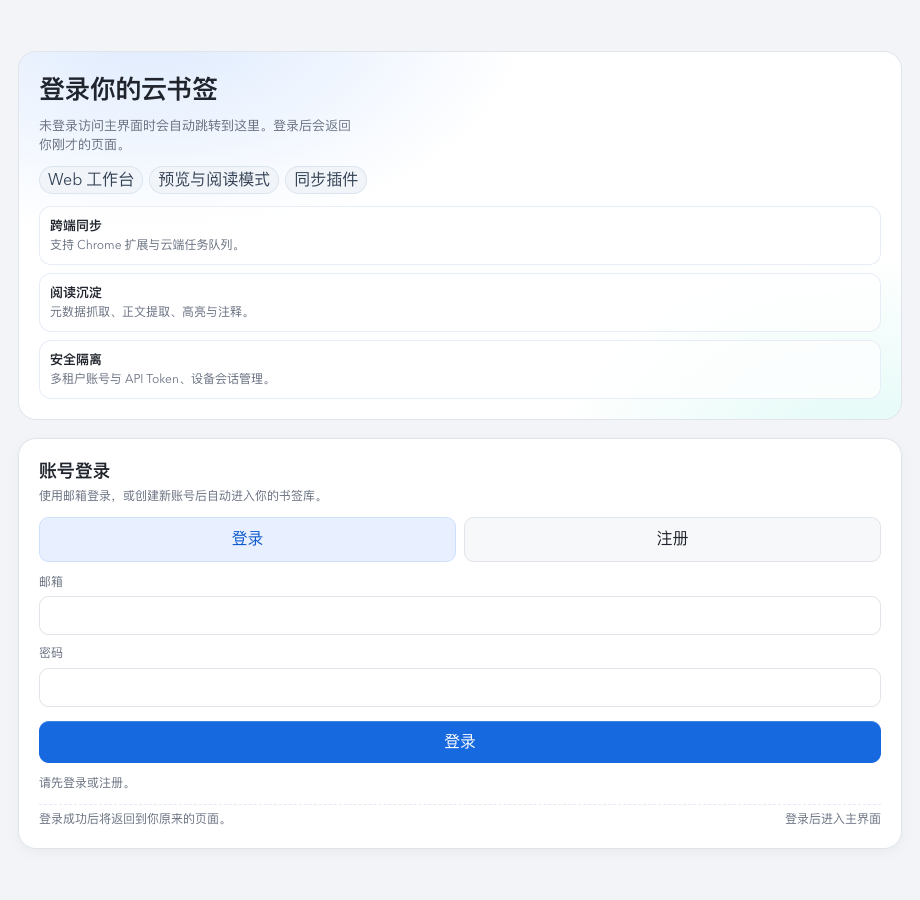 登录你的云书签
未登录访问主界面时会自动跳转到这里。登录后会返回
你刚才的页面。
Web 工作台 预览与阅读模式 同步插件
跨端同步
支持 Chrome 扩展与云端任务队列。
阅读沉淀
元数据抓取、正文提取、高亮与注释。
安全隔离
多租户账号与 API Token、设备会话管理。
账号登录
使用邮箱登录，或创建新账号后自动进入你的书签库。
登录 注册
邮箱
密码
登录
请先登录或注册。
登录成功后将返回到你原来的页面。 登录后进入主界面